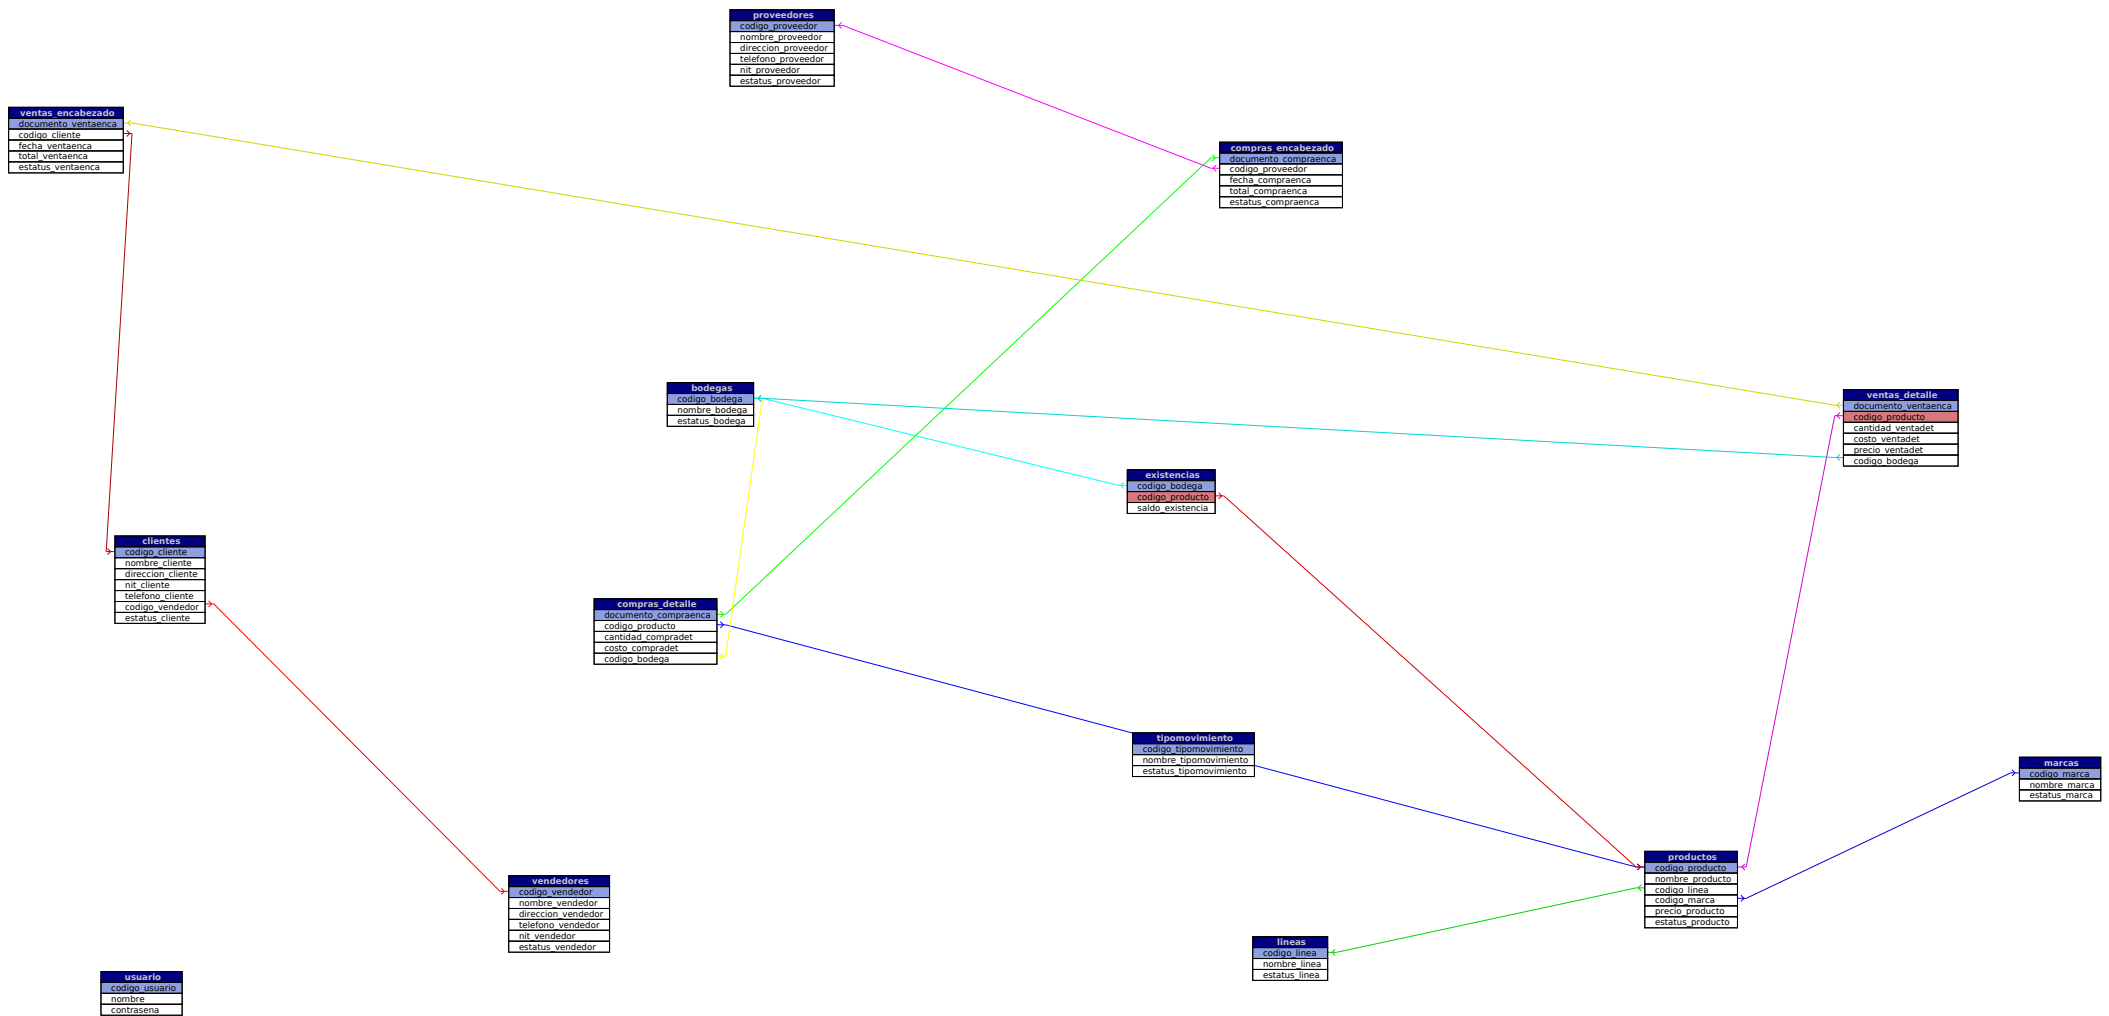 proveedores
codigo_proveedor
nombre_proveedor
direccion_proveedor
telefono_proveedor
nit_proveedor
estatus_proveedor
ventas_encabezado
documento_ventaenca
codigo_cliente
fecha_ventaenca
total_ventaenca
estatus_ventaenca
compras_encabezado
documento_compraenca
codigo_proveedor
fecha_compraenca
total_compraenca
estatus_compraenca
bodegas
codigo_bodega
nombre_bodega
estatus_bodega
ventas_detalle
documento_ventaenca
codigo_producto
cantidad_ventadet
costo_ventadet
precio_ventadet
codigo_bodega
existencias
codigo_bodega
codigo_producto
saldo_existencia
clientes
codigo_cliente
nombre_cliente
direccion_cliente
nit_cliente
telefono_cliente
codigo_vendedor
estatus_cliente
compras_detalle
documento_compraenca
codigo_producto
cantidad_compradet
costo_compradet
codigo_bodega
tipomovimiento
codigo_tipomovimiento
nombre_tipomovimiento
estatus_tipomovimiento
marcas
codigo_marca
nombre_marca
estatus_marca
productos
codigo_producto
nombre_producto
codigo_linea
codigo_marca
precio_producto
estatus_producto
vendedores
codigo_vendedor
nombre_vendedor
direccion_vendedor
telefono_vendedor
nit_vendedor
estatus_vendedor
lineas
codigo_linea
nombre_linea
estatus_linea
usuario
codigo_usuario
nombre
contrasena